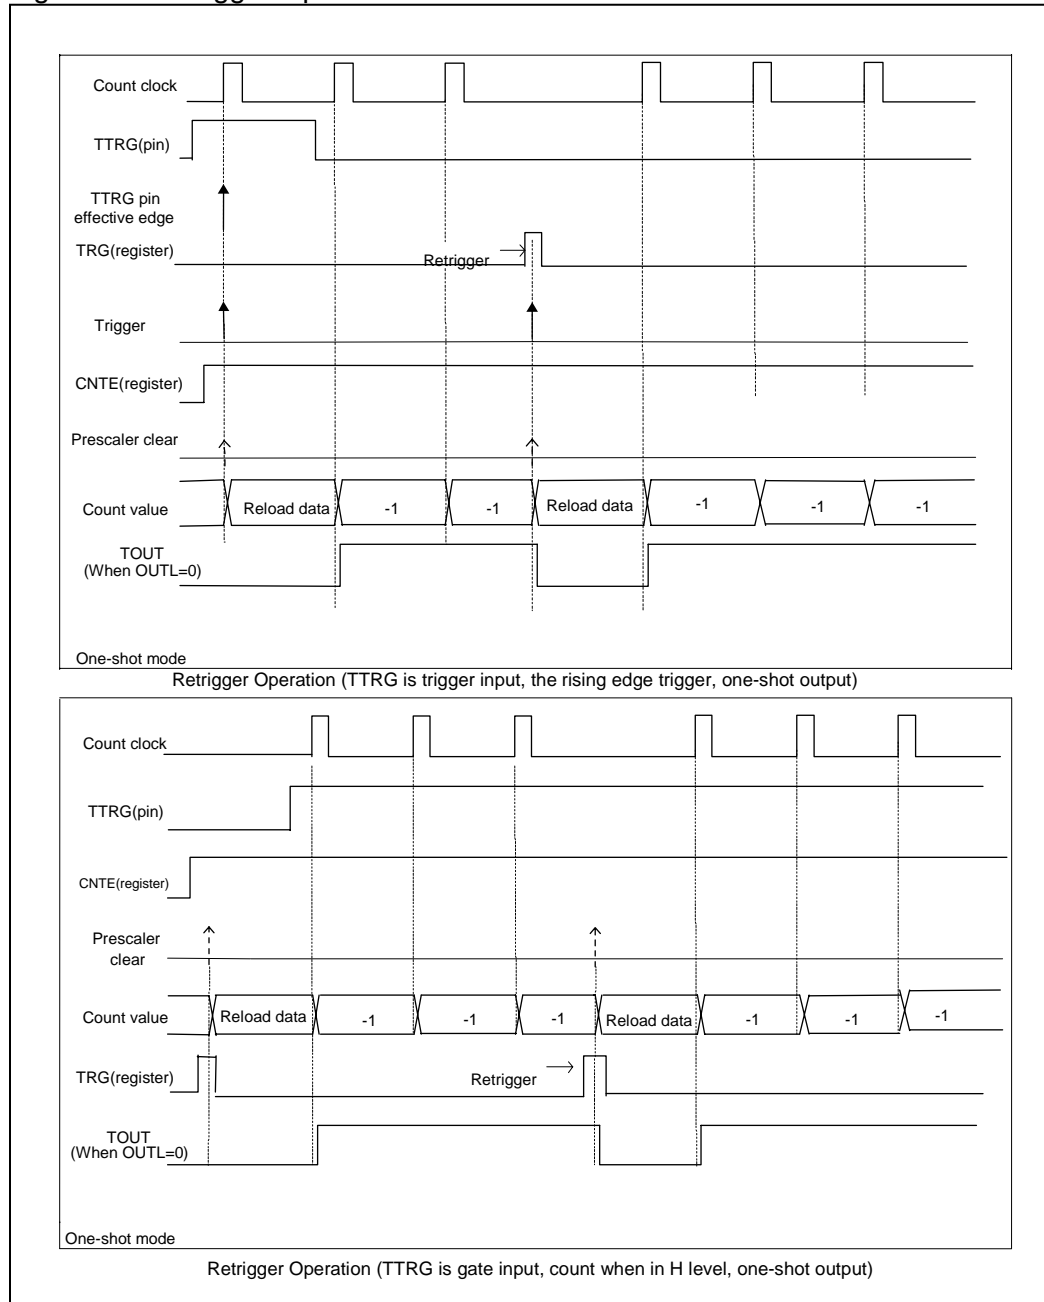 Count clock
TTRG(pin)
TTRG pin
effective edge
TRG(register)
Retrigger
Trigger
CNTE(register)
Prescaler clear
Count value
Reload data
-1
-1
Reload data
-1
-1
-1
TOUT
(When OUTL=0)
One-shot mode
Retrigger Operation (TTRG is trigger input, the rising edge trigger, one-shot output)
Count clock
TTRG(pin)
CNTE(register)
Prescaler
clear
Count value
Reload data
-1
-1
-1
Reload data
-1
-1
-1
TRG(register)
Retrigger
TOUT
(When OUTL=0)
One-shot mode
Retrigger Operation (TTRG is gate input, count when in H level, one-shot output)